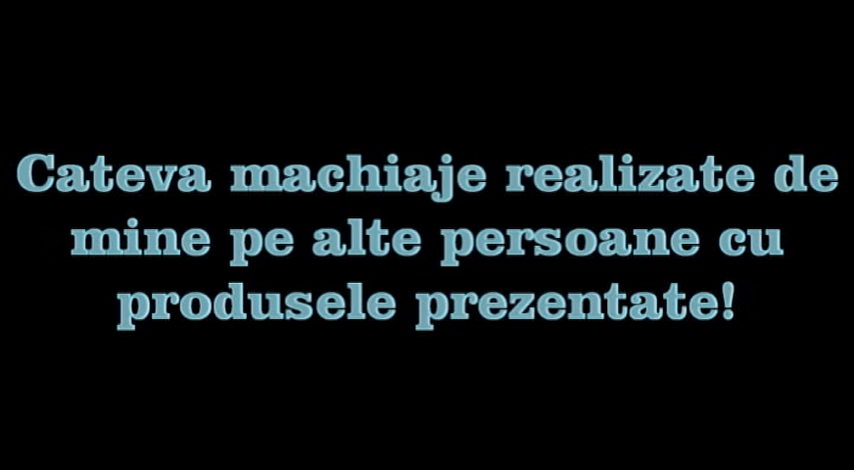 Cateva machiaje realizate de
mine pe alte persoane cu
produsele prezentate!